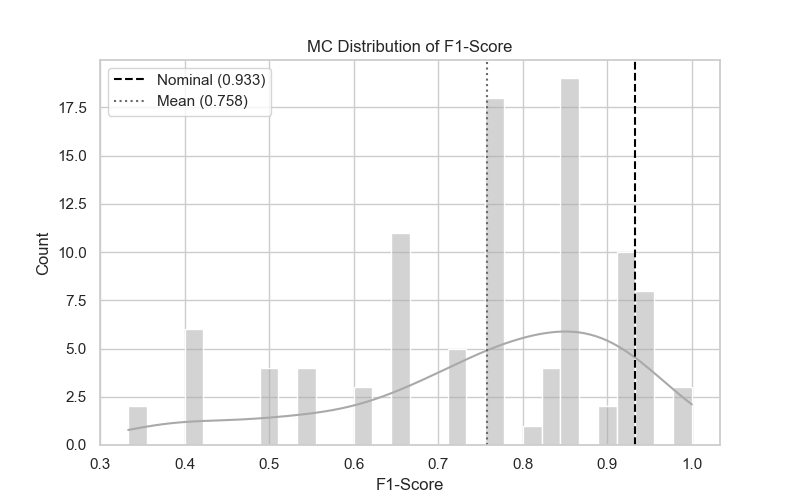 MC Distribution of F1-Score
Nominal (0.933)
Mean (0.758)
17.5
15.0
12.5
10.0
7.5
5.0
2.5
0.0
Count
0.3 0.4 0.5 0.6 0.7 0.8 0.9 1.0
F1-Score